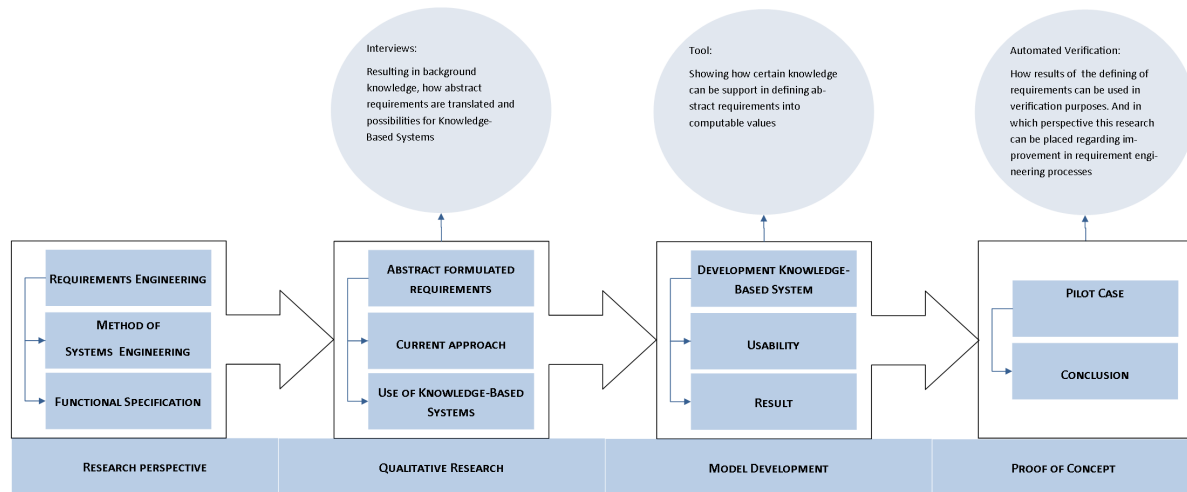 Interviews:
Resulting in background
knowledge, how abstract
requirements are translated and
possibilities for Knowledge-
Based Systems
Tool:
Showing how certain knowledge
can be support in defining ab-
stract requirements into
computable values
Automated Verification:
How results of  the defining of
requirements can be used in
verification purposes. And in
which perspective this research
can be placed regarding im-
provement in requirement engi-
neering processes
REQUIREMENTS ENGINEERING
METHOD OF
SYSTEMS ENGINEERING
FUNCTIONAL SPECIFICATION
ABSTRACT FORMULATED
REQUIREMENTS
CURRENT APPROACH
USE OF KNOWLEDGE-BASED
SYSTEMS
DEVELOPMENT KNOWLEDGE-
BASED SYSTEM
USABILITY
RESULT
PILOT CASE
CONCLUSION
RESEARCH PERSPECTIVE
QUALITATIVE RESEARCH
MODEL DEVELOPMENT
PROOF OF CONCEPT